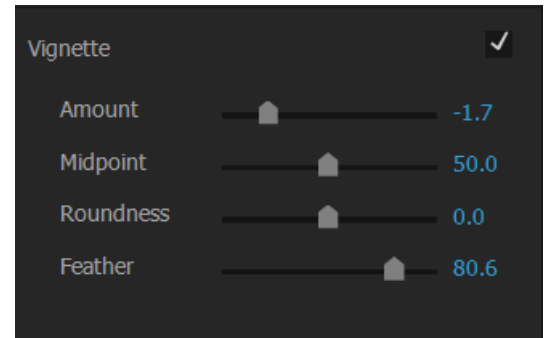 Vignette
Amount -1.7
Midpoint 50.0
Roundness 0.0
Feather 80.6